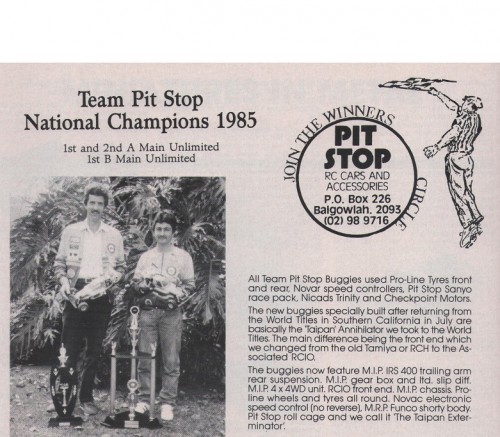 Team Pit Stop
National Champions 1985
1st and 2nd A Main Unlimited
1st B Main Unlimited
JOIN THE WINNERS CIRCLE
PIT
STOP
RC CARS AND
ACCESSORIES
P.O. Box 226
Balgowlah, 2093
(02) 98 9716
All Team Pit Stop Buggies used Pro-Line Tyres front
and rear, Novar speed controllers, Pit Stop Sanyo
race pack, Nicads Trinity and Checkpoint Motors.
The new buggies specially built after returning from
the World Titles in Southern California in July are
basically the 'Taipan' Annihilator we took to the World
Titles. The main difference being the front end which
we changed from the old Tamiya or RCH to the As-
sociated RCIO.
The buggies now feature M.I.P. IRS 400 trailing arm
rear suspension. M.I.P. gear box and ltd. slip diff.
M.I.P. 4 x 4WD unit. RCIO front end. M.I.P. chassis, Pro-
line wheels and tyres all round. Novac electronic
speed control (no reverse), M.R.P. Funco shorty body.
Pit Stop roll cage and we call it 'The Taipan Exter-
minator'.